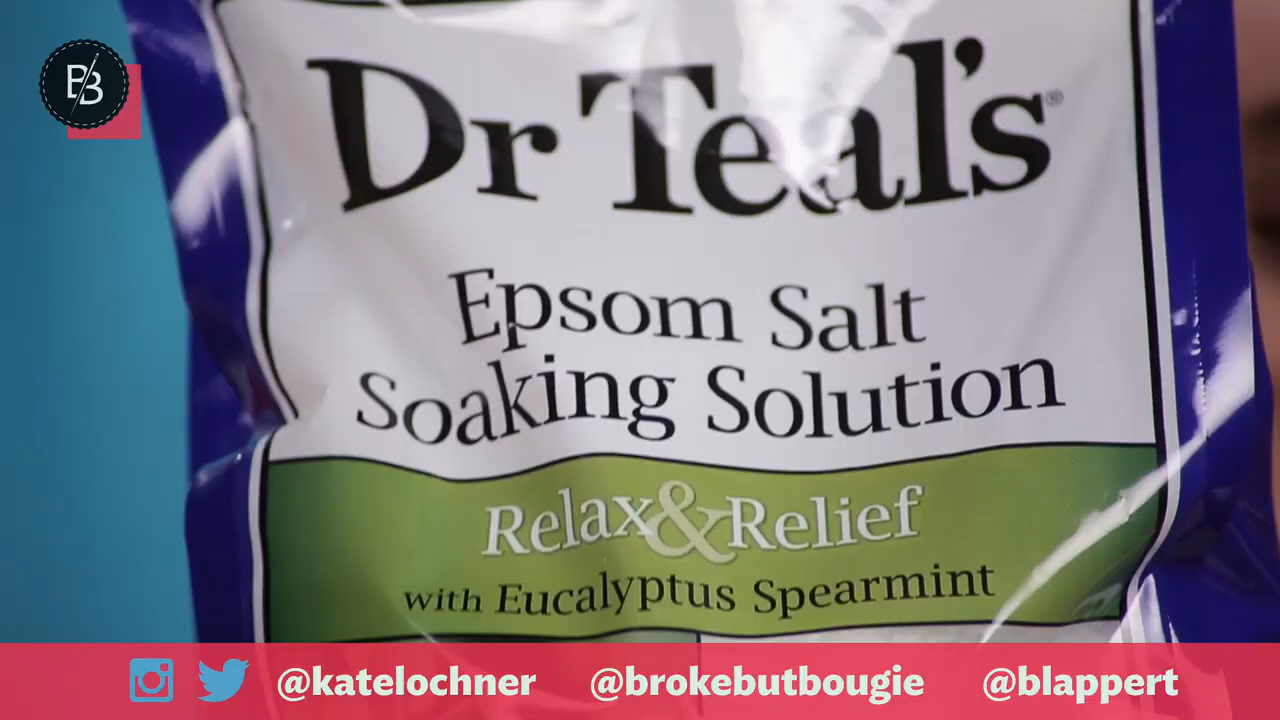 B/B
Dr Teal's®
Epsom Salt
Soaking Solution
Relax & Relief
with Eucalyptus Spearmint
@katelochner @brokebutbougie @blappert